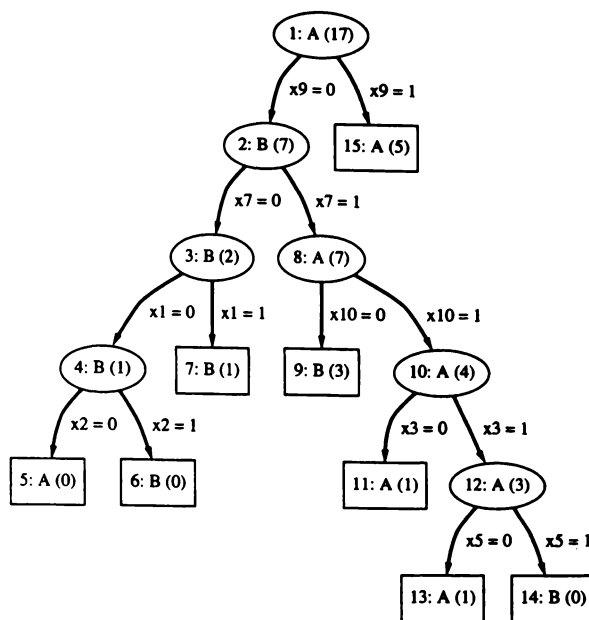 1: A (17)
x9 = 0
x9 = 1
2: B (7)
15: A (5)
x7 = 0
x7 = 1
3: B (2)
8: A (7)
x1 = 0
x1 = 1
x10 = 0
x10 = 1
4: B (1)
7: B (1)
9: B (3)
10: A (4)
x2 = 0
x2 = 1
x3 = 0
x3 = 1
5: A (0)
6: B (0)
11: A (1)
12: A (3)
x5 = 0
x5 = 1
13: A (1)
14: B (0)